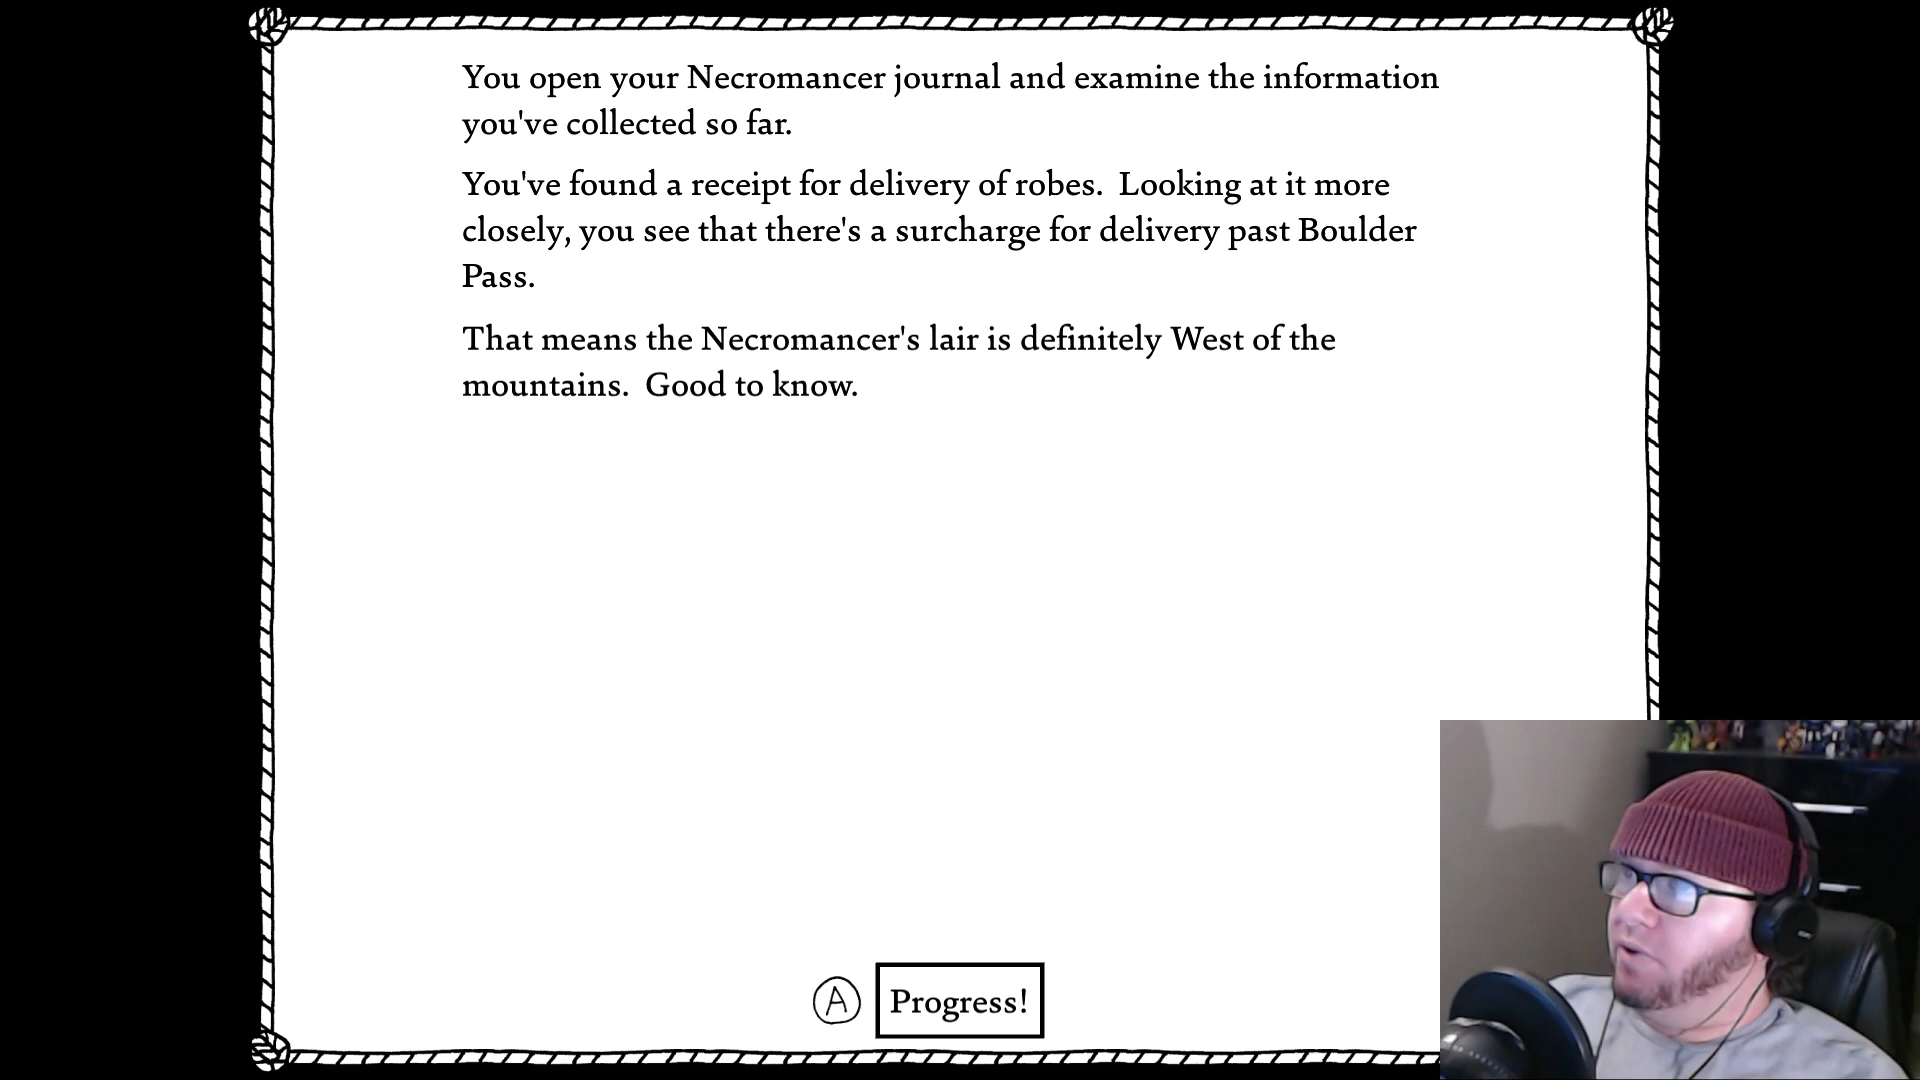 You open your Necromancer journal and examine the information
you've collected so far.
You've found a receipt for delivery of robes.  Looking at it more
closely, you see that there's a surcharge for delivery past Boulder
Pass.
That means the Necromancer's lair is definitely West of the
mountains.  Good to know.
A Progress!